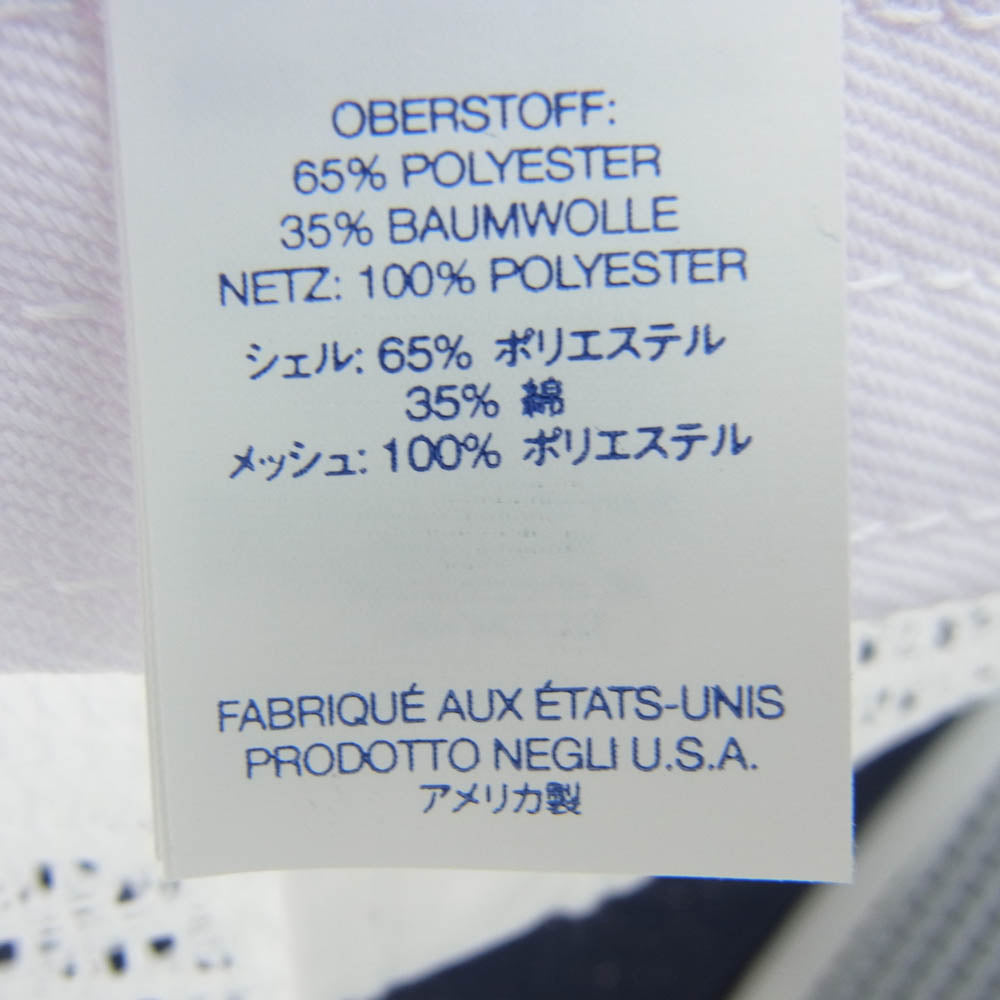 OBERSTOFF:
65% POLYESTER
35% BAUMWOLLE
NETZ: 100% POLYESTER
シェル: 65% ポリエステル
35% 綿
メッシュ: 100% ポリエステル
FABRIQUÉ AUX ÉTATS-UNIS
PRODOTTO NEGLI U.S.A.
アメリカ製